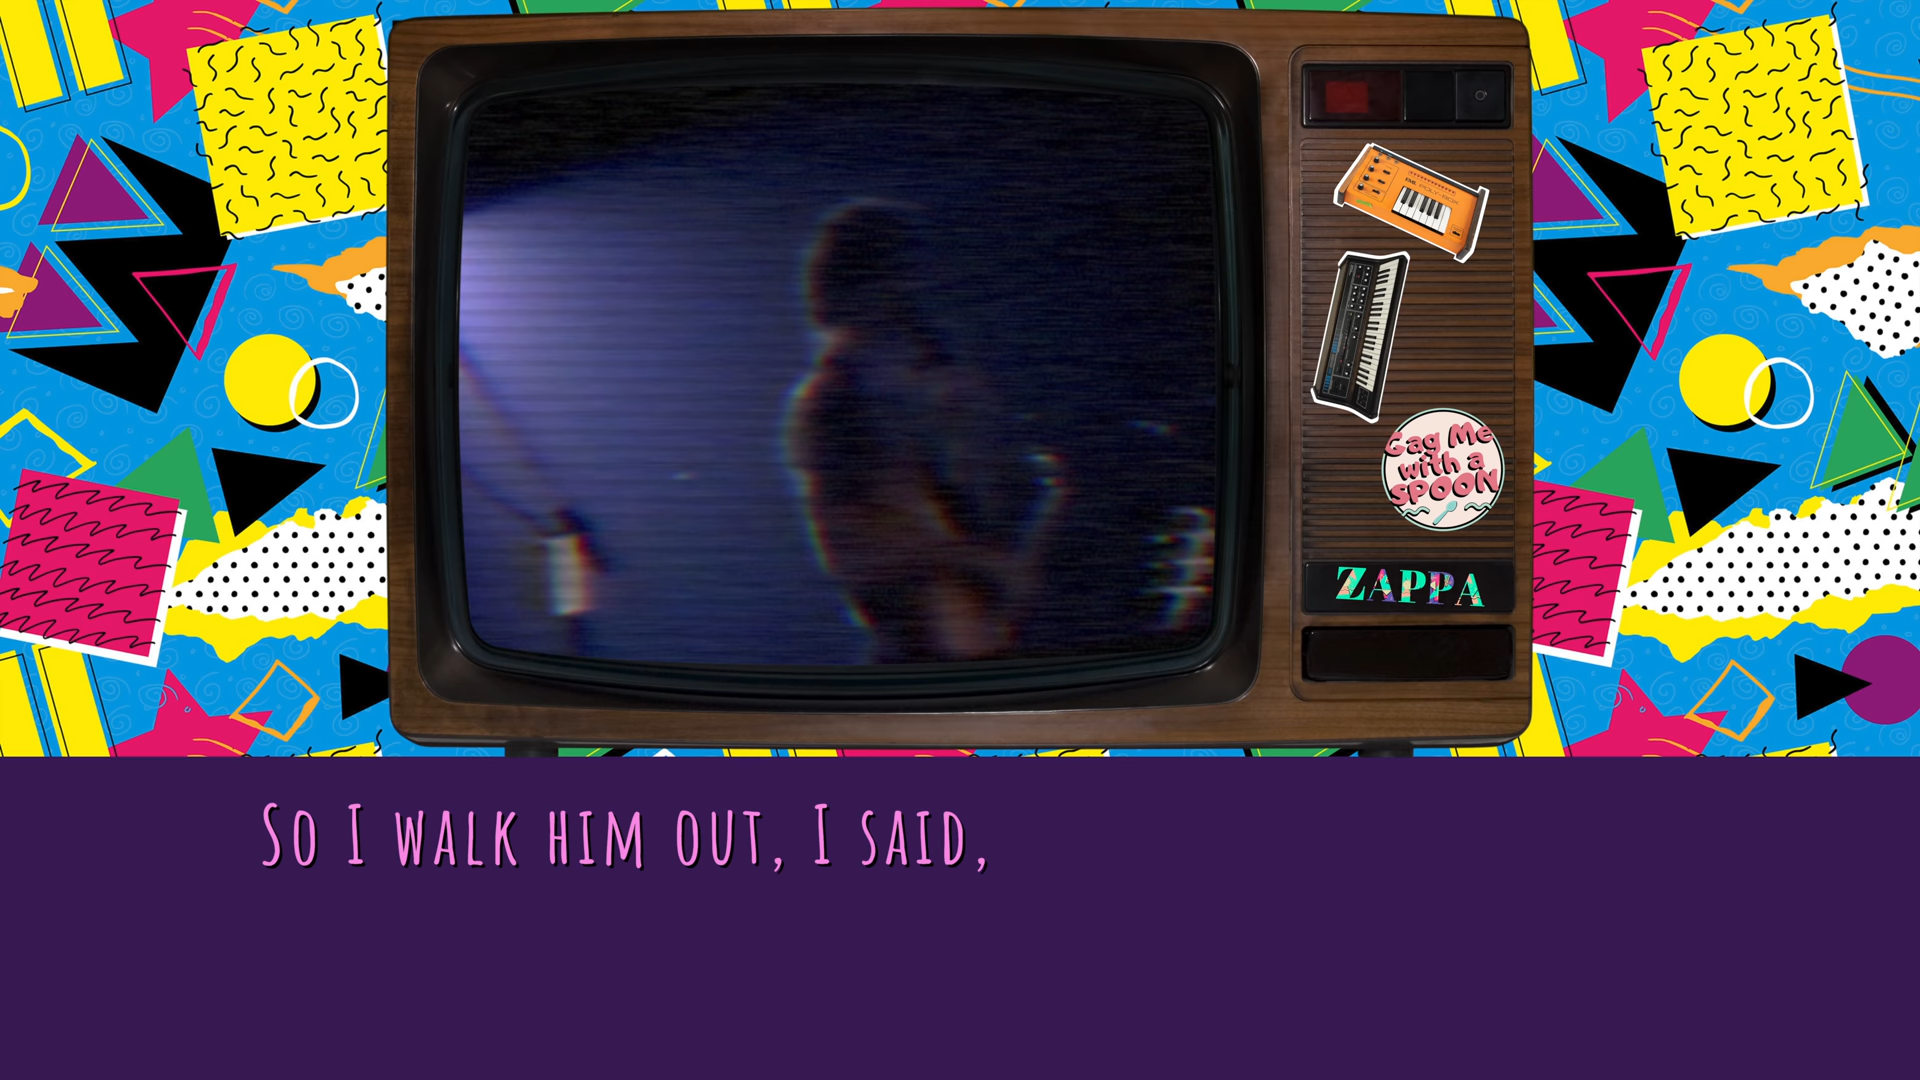 Gag Me
with a
SPOON
ZAPPA
So I walk him out, I said,